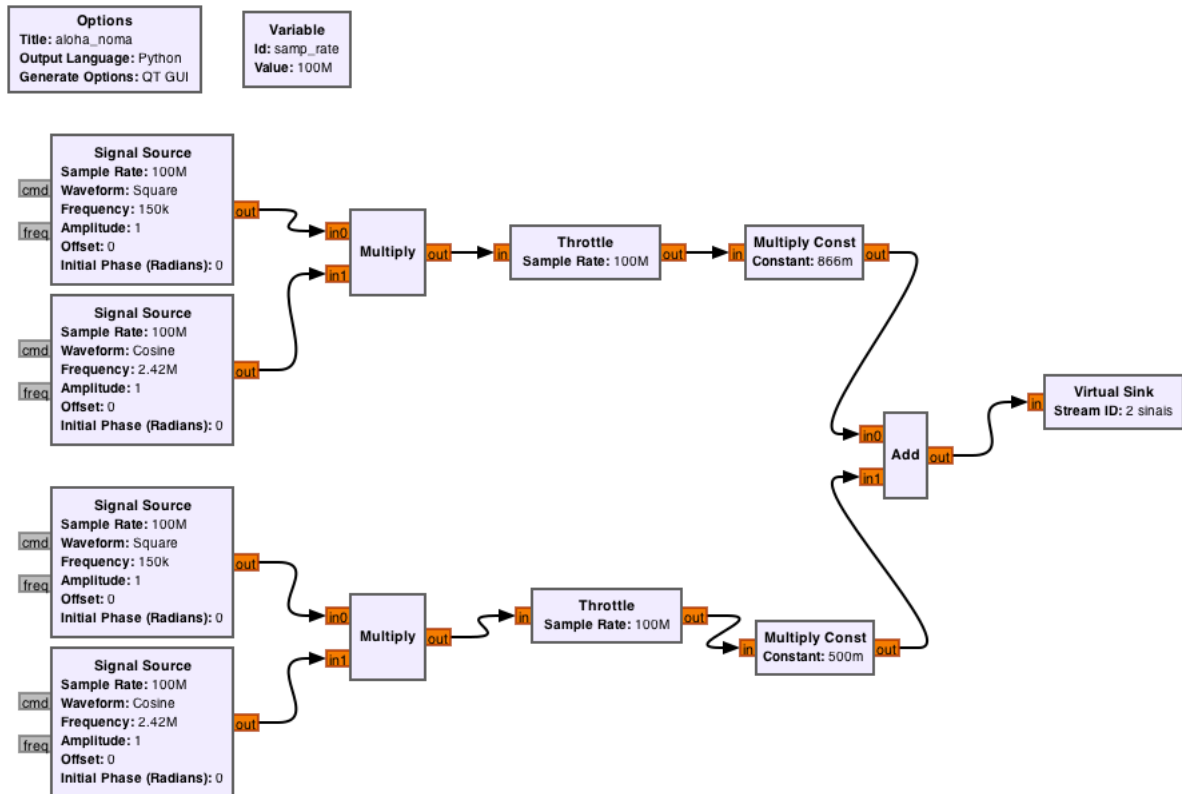 Options
Title: aloha_noma
Output Language: Python
Generate Options: QT GUI
Variable
Id: samp_rate
Value: 100M
Signal Source
Sample Rate: 100M
Waveform: Square
Frequency: 150k
Amplitude: 1
Offset: 0
Initial Phase (Radians): 0
cmd
freq
out
Signal Source
Sample Rate: 100M
Waveform: Cosine
Frequency: 2.42M
Amplitude: 1
Offset: 0
Initial Phase (Radians): 0
cmd
freq
out
in0
in1
Multiply
out
in
Throttle
Sample Rate: 100M
out
in
Multiply Const
Constant: 866m
out
Signal Source
Sample Rate: 100M
Waveform: Square
Frequency: 150k
Amplitude: 1
Offset: 0
Initial Phase (Radians): 0
cmd
freq
out
Signal Source
Sample Rate: 100M
Waveform: Cosine
Frequency: 2.42M
Amplitude: 1
Offset: 0
Initial Phase (Radians): 0
cmd
freq
out
in0
in1
Multiply
out
in
Throttle
Sample Rate: 100M
out
in
Multiply Const
Constant: 500m
out
in0
in1
Add
out
in
Virtual Sink
Stream ID: 2 sinais